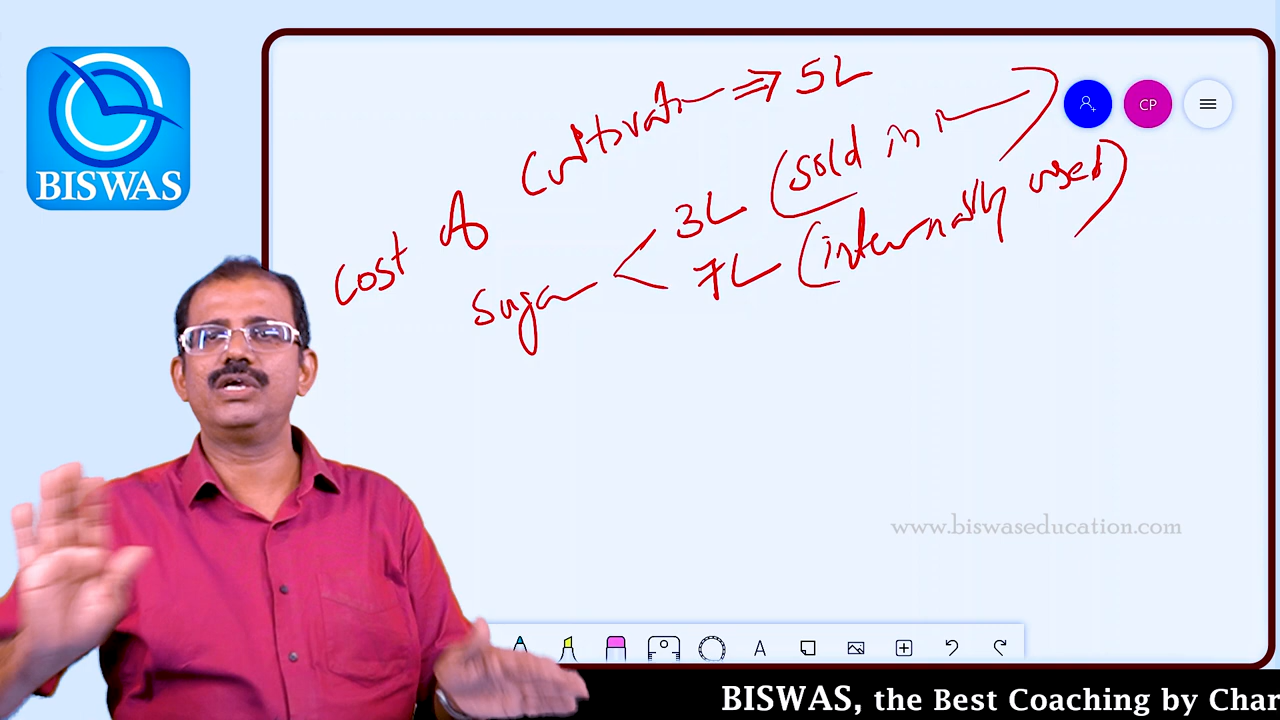 BISWAS
CP
Cost of Cultivation ⇒ 5L
Sugar < 3L (sold in
7L (internally used)
www.biswaseducation.com
A
BISWAS, the Best Coaching by Char